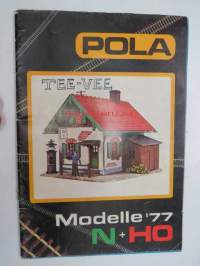 POLA
TEE-VEE
Modelle '77
N+HO